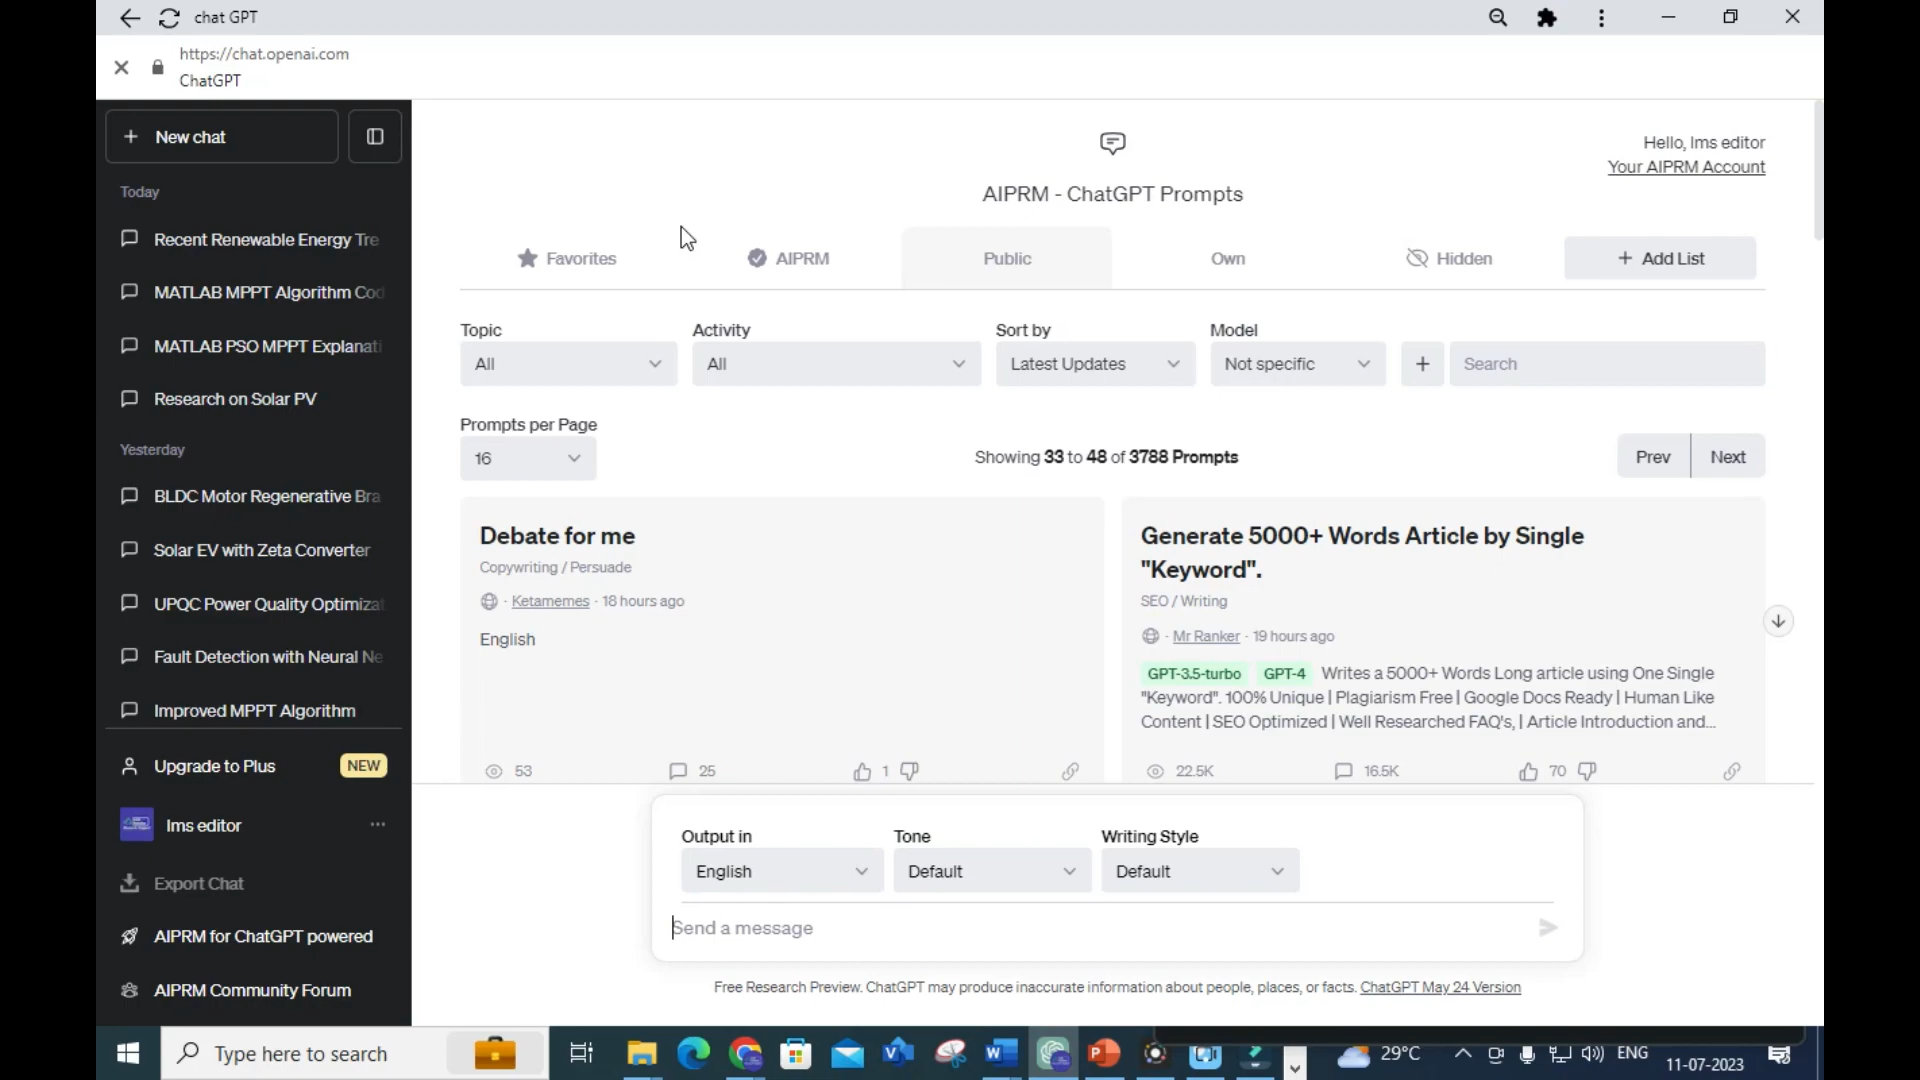 chat GPT
https://chat.openai.com
ChatGPT
New chat
Today
Recent Renewable Energy Tre
MATLAB MPPT Algorithm Cod
MATLAB PSO MPPT Explanati
Research on Solar PV
Yesterday
BLDC Motor Regenerative Bra
Solar EV with Zeta Converter
UPQC Power Quality Optimizat
Fault Detection with Neural Ne
Improved MPPT Algorithm
Upgrade to Plus NEW
lms editor
Export Chat
AIPRM for ChatGPT powered
AIPRM Community Forum
Hello, lms editor
Your AIPRM Account
AIPRM - ChatGPT Prompts
Favorites AIPRM Public Own Hidden + Add List
Topic Activity Sort by Model
All All Latest Updates Not specific + Search
Prompts per Page
16 Showing 33 to 48 of 3788 Prompts Prev Next
Debate for me
Copywriting / Persuade
· Ketamemes · 18 hours ago
English
53 25 1
Generate 5000+ Words Article by Single
"Keyword".
SEO / Writing
· Mr Ranker · 19 hours ago
GPT-3.5-turbo GPT-4 Writes a 5000+ Words Long article using One Single
"Keyword". 100% Unique | Plagiarism Free | Google Docs Ready | Human Like
Content | SEO Optimized | Well Researched FAQ's, | Article Introduction and...
22.5K 16.5K 70
Output in Tone Writing Style
English Default Default
Send a message
Free Research Preview. ChatGPT may produce inaccurate information about people, places, or facts. ChatGPT May 24 Version
Type here to search
29°C ENG 11-07-2023